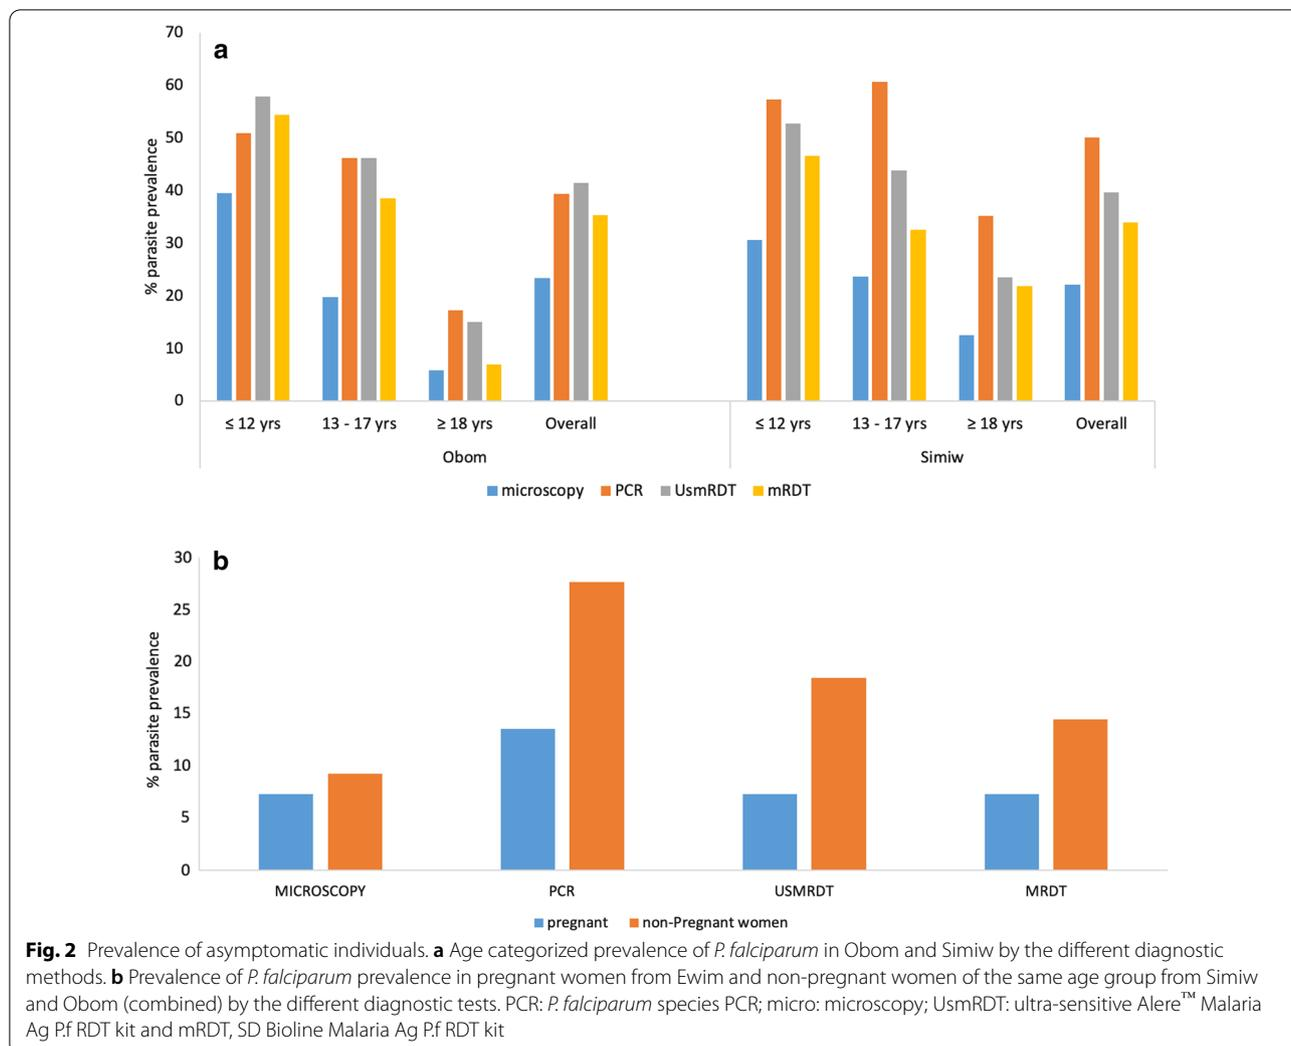 a
70
60
50
40
30
20
10
0
% parasite prevalence
≤ 12 yrs 13 - 17 yrs ≥ 18 yrs Overall ≤ 12 yrs 13 - 17 yrs ≥ 18 yrs Overall
Obom Simiw
microscopy PCR UsmRDT mRDT
b
30
25
20
15
10
5
0
% parasite prevalence
MICROSCOPY PCR USMRDT MRDT
pregnant non-Pregnant women
Fig. 2 Prevalence of asymptomatic individuals. a Age categorized prevalence of P. falciparum in Obom and Simiw by the different diagnostic
methods. b Prevalence of P. falciparum prevalence in pregnant women from Ewim and non-pregnant women of the same age group from Simiw
and Obom (combined) by the different diagnostic tests. PCR: P. falciparum species PCR; micro: microscopy; UsmRDT: ultra-sensitive Alere™ Malaria
Ag P.f RDT kit and mRDT, SD Bioline Malaria Ag P.f RDT kit